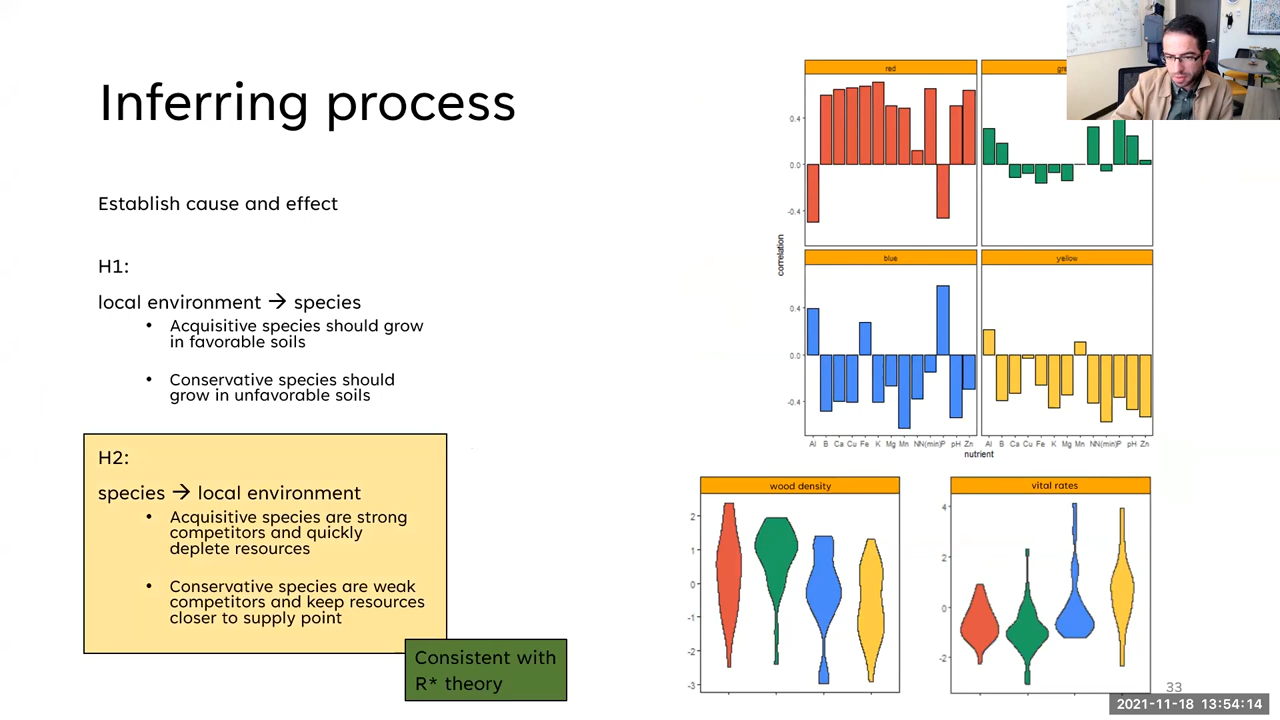 Inferring process
Establish cause and effect
H1:
local environment → species
• Acquisitive species should grow
in favorable soils
• Conservative species should
grow in unfavorable soils
H2:
species → local environment
• Acquisitive species are strong
competitors and quickly
deplete resources
• Conservative species are weak
competitors and keep resources
closer to supply point
Consistent with
R* theory
red
gre
0.4
0.0
-0.4
correlation
blue
yellow
0.4
0.0
-0.4
Al B Ca Cu Fe K Mg Mn NN(min)P pH Zn
Al B Ca Cu Fe K Mg Mn NN(min)P pH Zn
nutrient
wood density
2
1
0
-1
-2
-3
vital rates
4
2
0
-2
33
2021-11-18 13:54:14